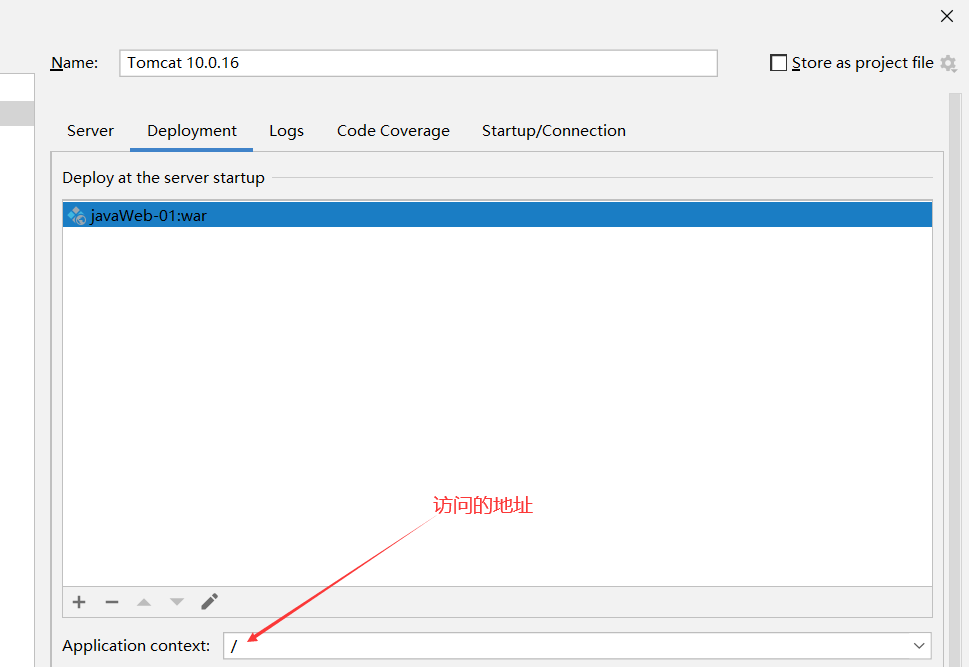 Name: Tomcat 10.0.16 Store as project file
Server Deployment Logs Code Coverage Startup/Connection
Deploy at the server startup
javaWeb-01:war
访问的地址
Application context: /